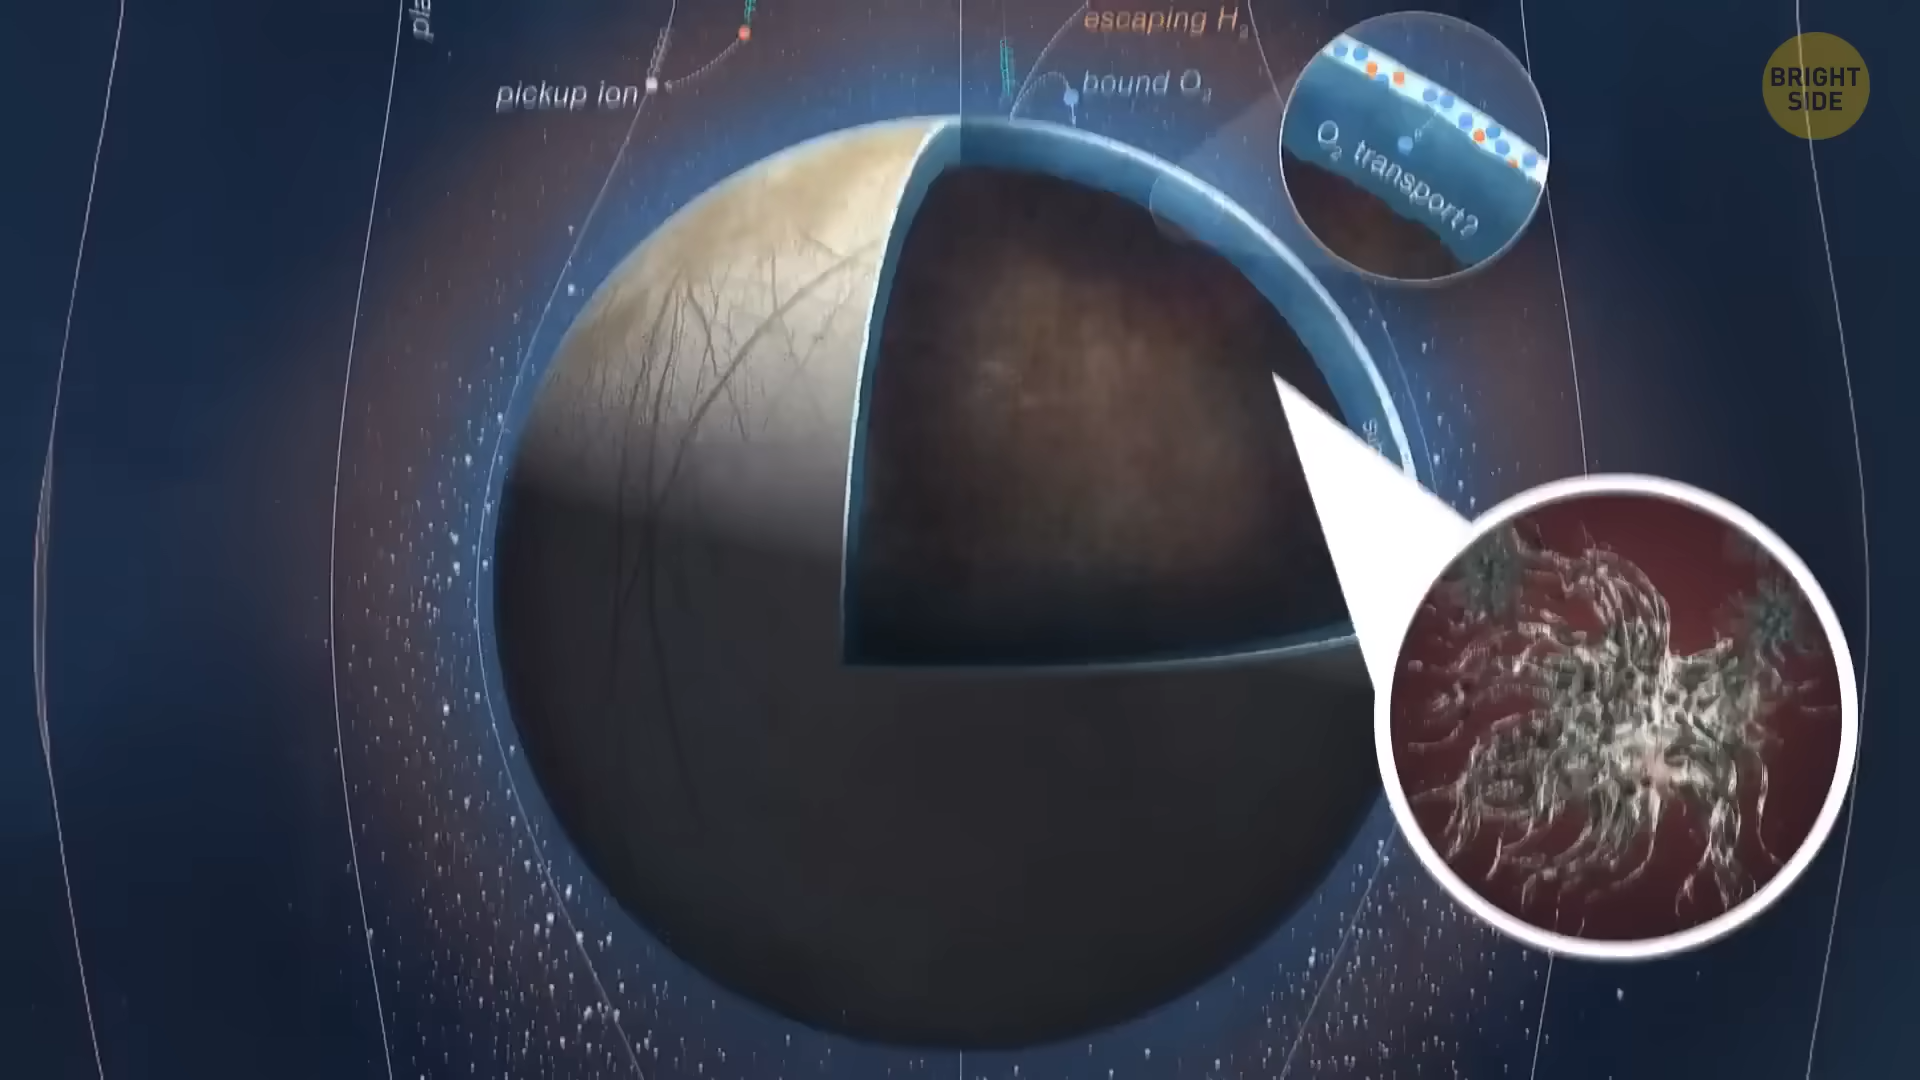 escaping H2
pickup ion
bound O2
O2 transport?
BRIGHT
SIDE